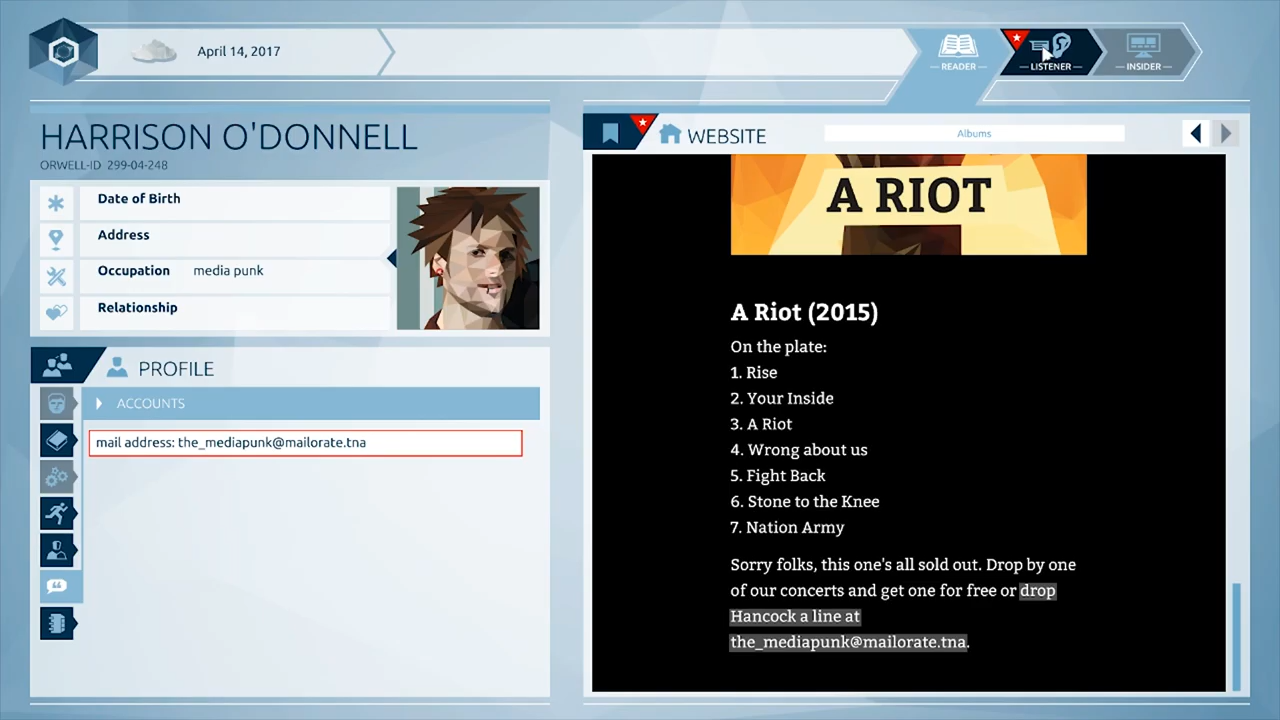 April 14, 2017
READER
LISTENER
INSIDER
HARRISON O'DONNELL
ORWELL-ID 299-04-248
Date of Birth
Address
Occupation media punk
Relationship
PROFILE
ACCOUNTS
mail address: the_mediapunk@mailorate.tna
WEBSITE
Albums
A RIOT
A Riot (2015)
On the plate:
1. Rise
2. Your Inside
3. A Riot
4. Wrong about us
5. Fight Back
6. Stone to the Knee
7. Nation Army
Sorry folks, this one's all sold out. Drop by one
of our concerts and get one for free or drop
Hancock a line at
the_mediapunk@mailorate.tna.